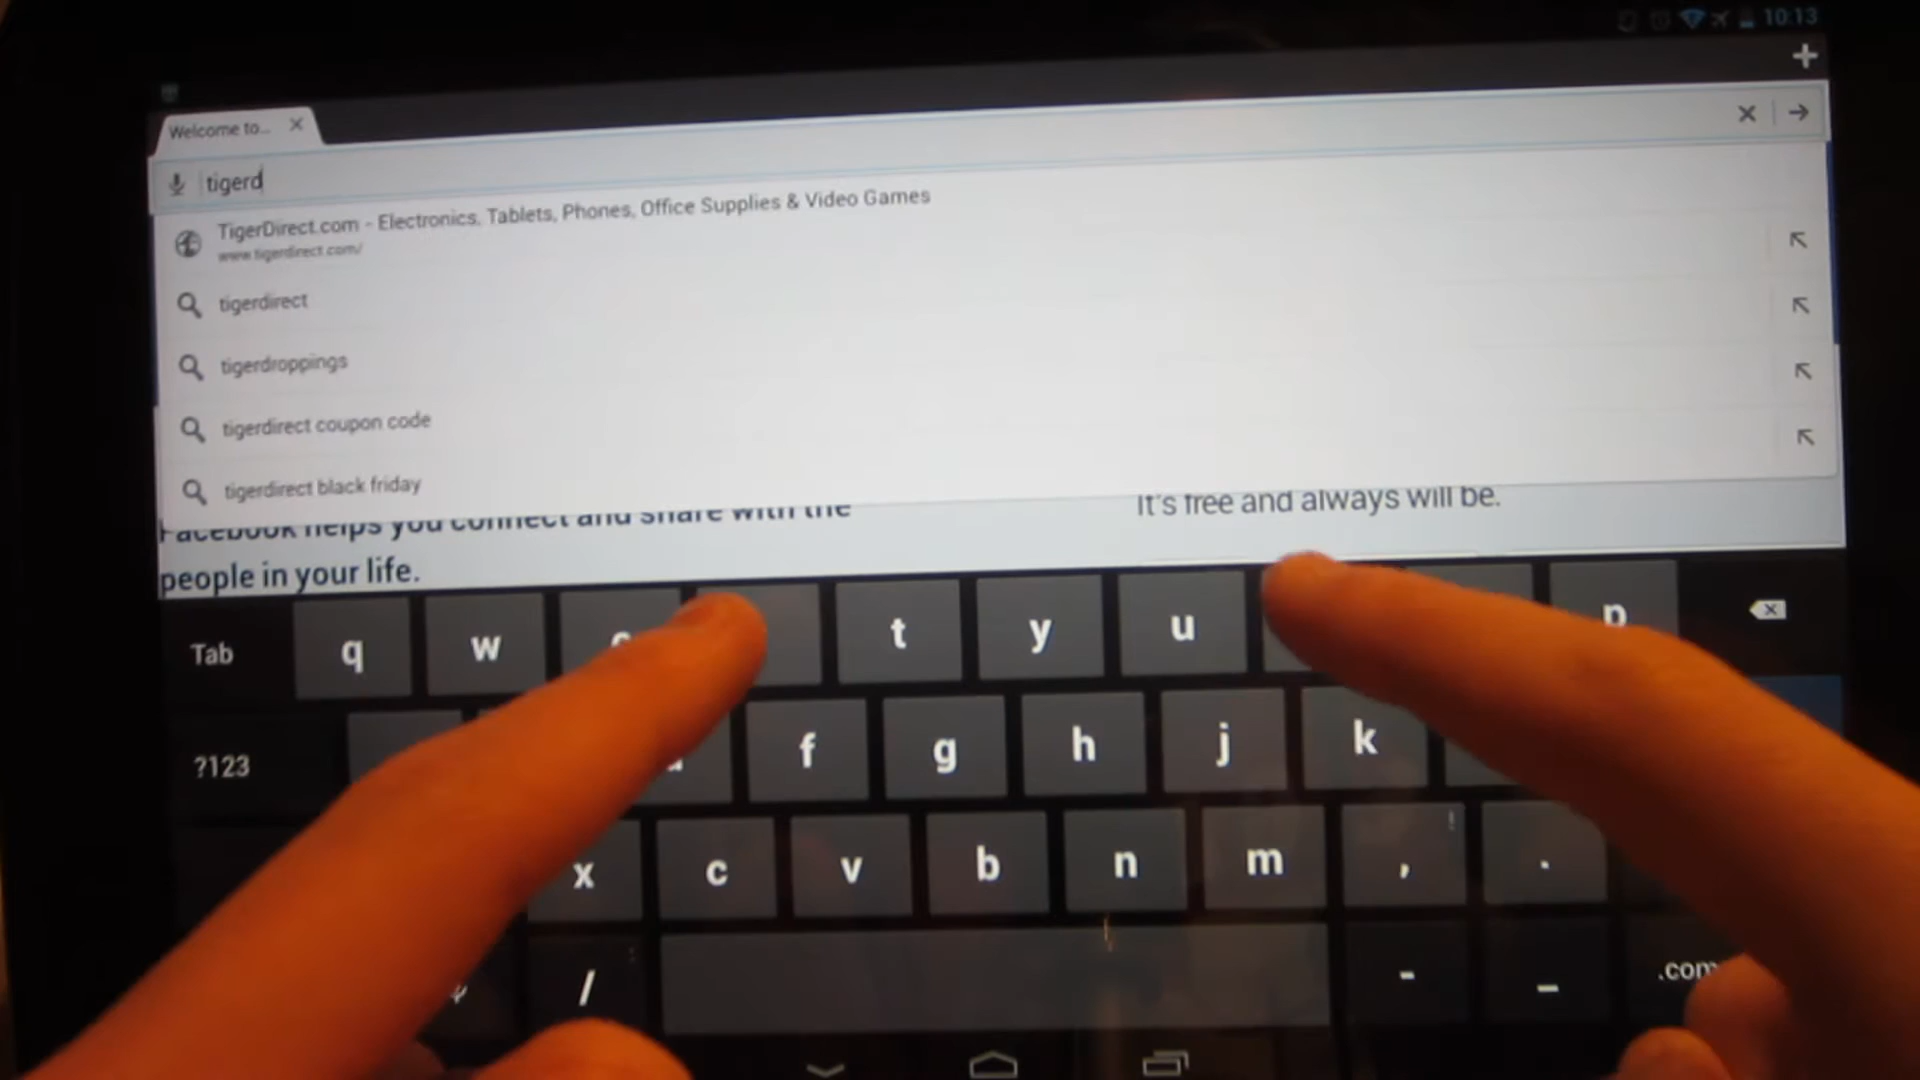 10:13
Welcome to...
tigerd
TigerDirect.com - Electronics, Tablets, Phones, Office Supplies & Video Games
www.tigerdirect.com/
tigerdirect
tigerdroppings
tigerdirect coupon code
tigerdirect black friday
Facebook helps you connect and share with the
people in your life.
It's free and always will be.
Tab q w e t y u p
?123 f g h j k
x c v b n m , ! .
/ - _ .com